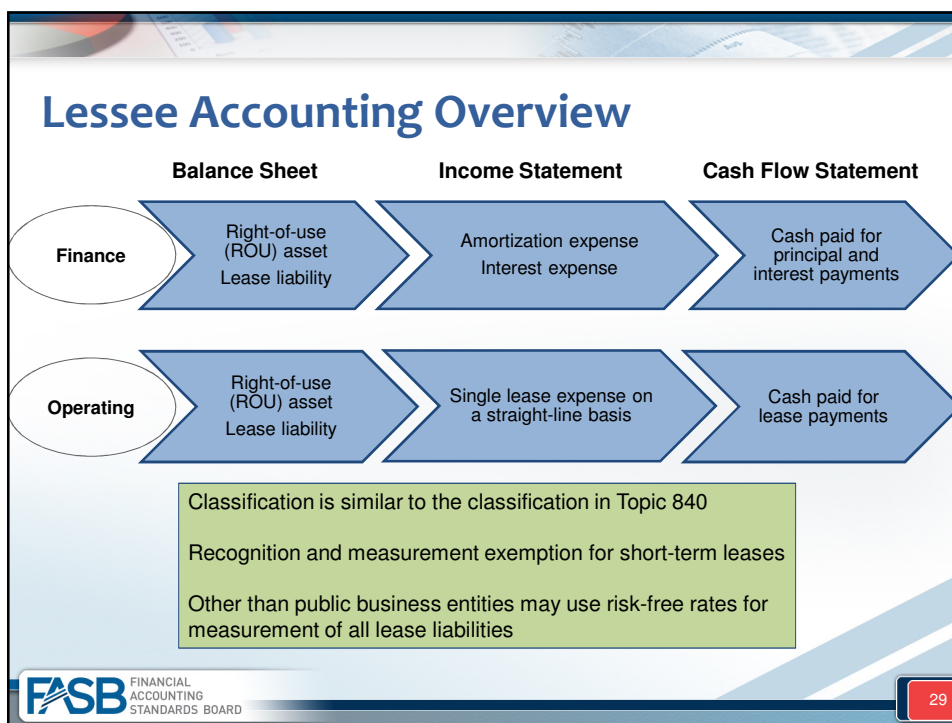 Lessee Accounting Overview
Balance Sheet
Income Statement
Cash Flow Statement
Finance
Right-of-use
(ROU) asset
Lease liability
Amortization expense
Interest expense
Cash paid for
principal and
interest payments
Operating
Right-of-use
(ROU) asset
Lease liability
Single lease expense on
a straight-line basis
Cash paid for
lease payments
Classification is similar to the classification in Topic 840
Recognition and measurement exemption for short-term leases
Other than public business entities may use risk-free rates for
measurement of all lease liabilities
FASB
FINANCIAL
ACCOUNTING
STANDARDS BOARD
29